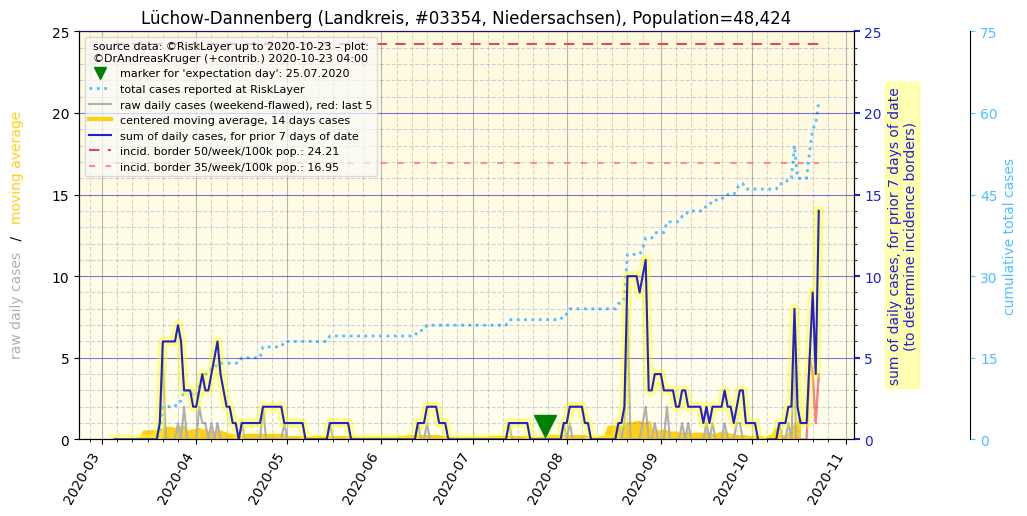 Lüchow-Dannenberg (Landkreis, #03354, Niedersachsen), Population=48,424
source data: ©RiskLayer up to 2020-10-23 – plot:
©DrAndreasKruger (+contrib.) 2020-10-23 04:00
marker for 'expectation day': 25.07.2020
total cases reported at RiskLayer
raw daily cases (weekend-flawed), red: last 5
centered moving average, 14 days cases
sum of daily cases, for prior 7 days of date
incid. border 50/week/100k pop.: 24.21
incid. border 35/week/100k pop.: 16.95
raw daily cases / moving average
25
20
15
10
5
0
2020-03
2020-04
2020-05
2020-06
2020-07
2020-08
2020-09
2020-10
2020-11
25
20
15
10
5
0
sum of daily cases, for prior 7 days of date
(to determine incidence borders)
75
60
45
30
15
0
cumulative total cases